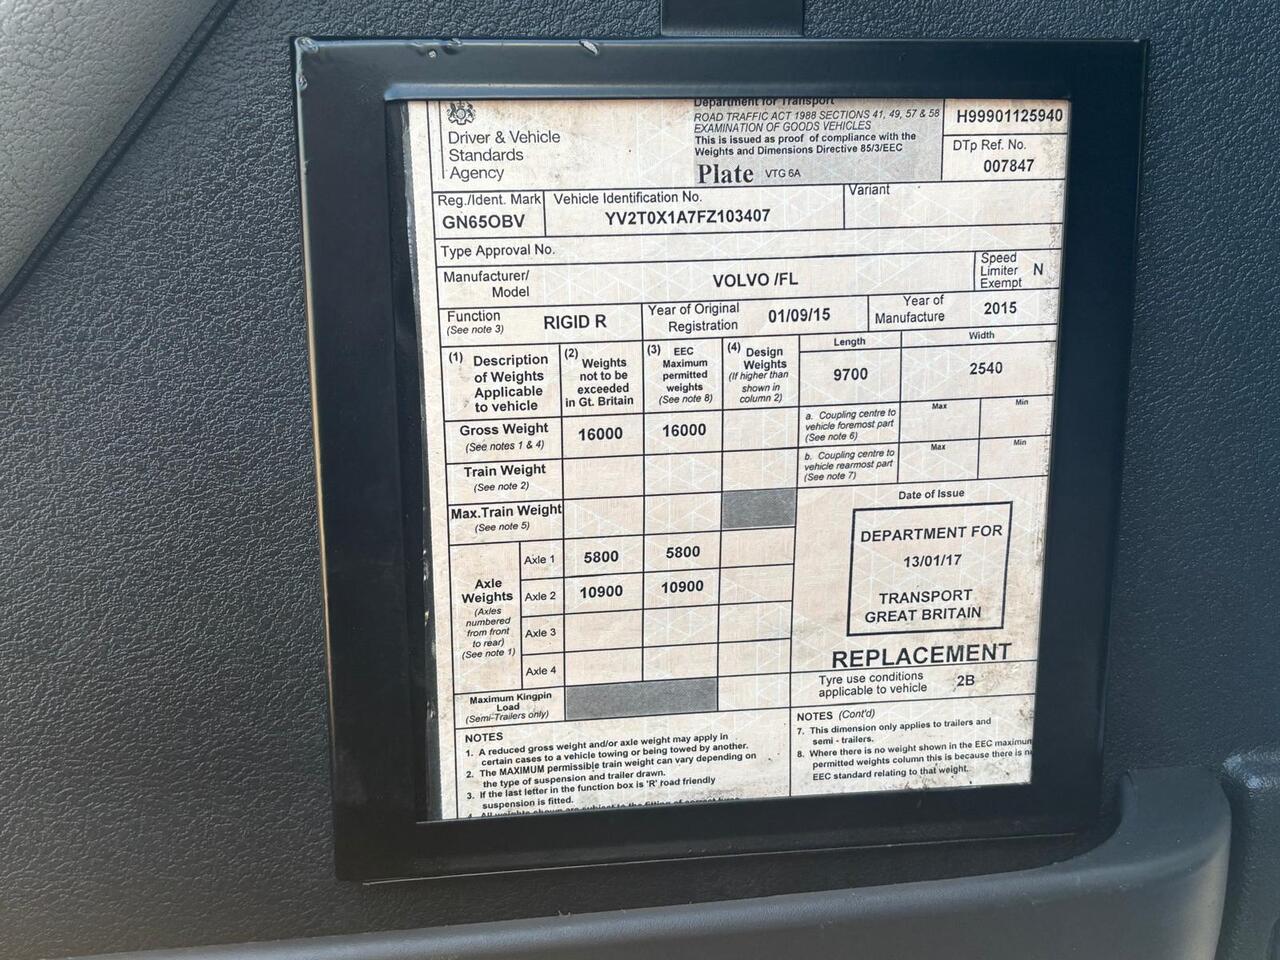 Department for Transport
ROAD TRAFFIC ACT 1988 SECTIONS 41, 49, 57 & 58
EXAMINATION OF GOODS VEHICLES
This is issued as proof of compliance with the
Weights and Dimensions Directive 85/3/EEC
Plate VTG 6A
Driver & Vehicle
Standards
Agency
H99901125940
DTp Ref. No.
007847
Reg./Ident. Mark
GN65OBV
Vehicle Identification No.
YV2T0X1A7FZ103407
Variant
Type Approval No.
Manufacturer/
Model
VOLVO /FL
Speed
Limiter
Exempt
N
Function
(See note 3)
RIGID R
Year of Original
Registration
01/09/15
Year of
Manufacture
2015
(1) Description
of Weights
Applicable
to vehicle
(2) Weights
not to be
exceeded
in Gt. Britain
(3) EEC
Maximum
permitted
weights
(See note 8)
(4) Design
Weights
(If higher than
shown in
column 2)
Length
9700
Width
2540
Gross Weight
(See notes 1 & 4)
16000
16000
a. Coupling centre to
vehicle foremost part
(See note 6)
Max
Min
Train Weight
(See note 2)
b. Coupling centre to
vehicle rearmost part
(See note 7)
Max
Min
Max.Train Weight
(See note 5)
Date of Issue
DEPARTMENT FOR
13/01/17
TRANSPORT
GREAT BRITAIN
Axle
Weights
(Axles
numbered
from front
to rear)
(See note 1)
Axle 1
5800
5800
Axle 2
10900
10900
Axle 3
Axle 4
REPLACEMENT
Tyre use conditions
applicable to vehicle
2B
Maximum Kingpin
Load
(Semi-Trailers only)
NOTES
1. A reduced gross weight and/or axle weight may apply in
certain cases to a vehicle towing or being towed by another.
2. The MAXIMUM permissible train weight can vary depending on
the type of suspension and trailer drawn.
3. If the last letter in the function box is 'R' road friendly
suspension is fitted.
4. All weights shown are subject to the fitting of correct tyres
NOTES (Cont'd)
7. This dimension only applies to trailers and
semi - trailers.
8. Where there is no weight shown in the EEC maximum
permitted weights column this is because there is
EEC standard relating to that weight.